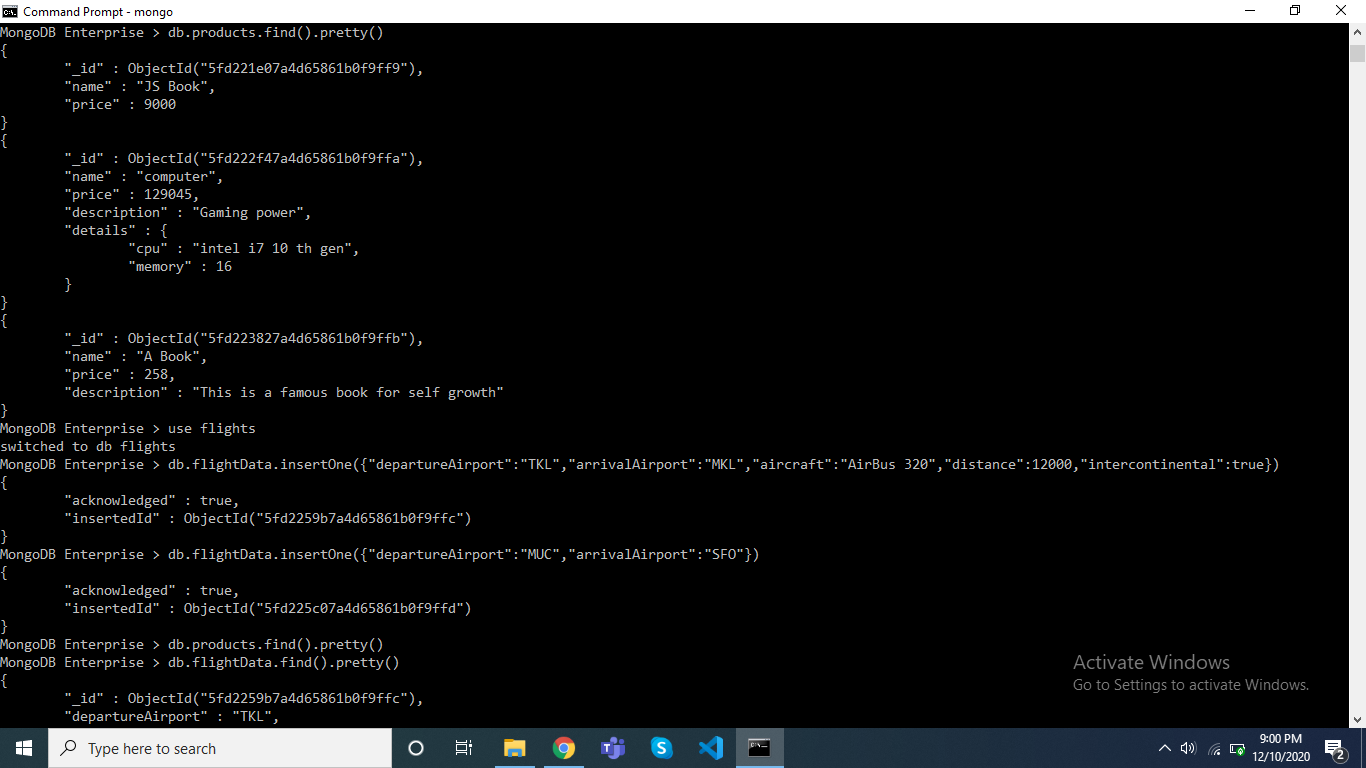 Command Prompt - mongo
MongoDB Enterprise > db.products.find().pretty()
{
        "_id" : ObjectId("5fd221e07a4d65861b0f9ff9"),
        "name" : "JS Book",
        "price" : 9000
}
{
        "_id" : ObjectId("5fd222f47a4d65861b0f9ffa"),
        "name" : "computer",
        "price" : 129045,
        "description" : "Gaming power",
        "details" : {
                "cpu" : "intel i7 10 th gen",
                "memory" : 16
        }
}
{
        "_id" : ObjectId("5fd223827a4d65861b0f9ffb"),
        "name" : "A Book",
        "price" : 258,
        "description" : "This is a famous book for self growth"
}
MongoDB Enterprise > use flights
switched to db flights
MongoDB Enterprise > db.flightData.insertOne({"departureAirport":"TKL","arrivalAirport":"MKL","aircraft":"AirBus 320","distance":12000,"intercontinental":true})
{
        "acknowledged" : true,
        "insertedId" : ObjectId("5fd2259b7a4d65861b0f9ffc")
}
MongoDB Enterprise > db.flightData.insertOne({"departureAirport":"MUC","arrivalAirport":"SFO"})
{
        "acknowledged" : true,
        "insertedId" : ObjectId("5fd225c07a4d65861b0f9ffd")
}
MongoDB Enterprise > db.products.find().pretty()
MongoDB Enterprise > db.flightData.find().pretty()
{
        "_id" : ObjectId("5fd2259b7a4d65861b0f9ffc"),
        "departureAirport" : "TKL",
Activate Windows
Go to Settings to activate Windows.
Type here to search
9:00 PM
12/10/2020
2